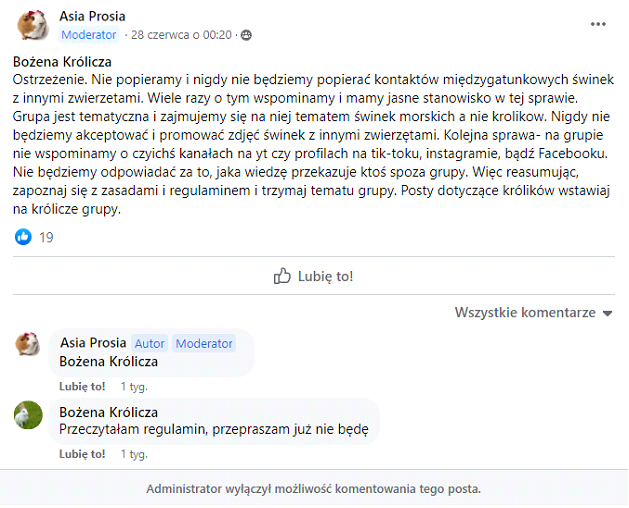 Asia Prosia
Moderator · 28 czerwca o 00:20 ·
Bożena Królicza
Ostrzeżenie. Nie popieramy i nigdy nie będziemy popierać kontaktów międzygatunkowych świnek
z innymi zwierzetami. Wiele razy o tym wspominamy i mamy jasne stanowisko w tej sprawie.
Grupa jest tematyczna i zajmujemy się na niej tematem świnek morskich a nie krolikow. Nigdy nie
będziemy akceptować i promować zdjęć świnek z innymi zwierzętami. Kolejna sprawa- na grupie
nie wspominamy o czyichś kanałach na yt czy profilach na tik-toku, instagramie, bądź Facebooku.
Nie będziemy odpowiadać za to, jaka wiedzę przekazuje ktoś spoza grupy. Więc reasumując,
zapoznaj się z zasadami i regulaminem i trzymaj tematu grupy. Posty dotyczące królików wstawiaj
na królicze grupy.
19
Lubię to!
Wszystkie komentarze
Asia Prosia Autor Moderator
Bożena Królicza
Lubię to! 1 tyg.
Bożena Królicza
Przeczytałam regulamin, przepraszam już nie będę
Lubię to! 1 tyg.
Administrator wyłączył możliwość komentowania tego posta.